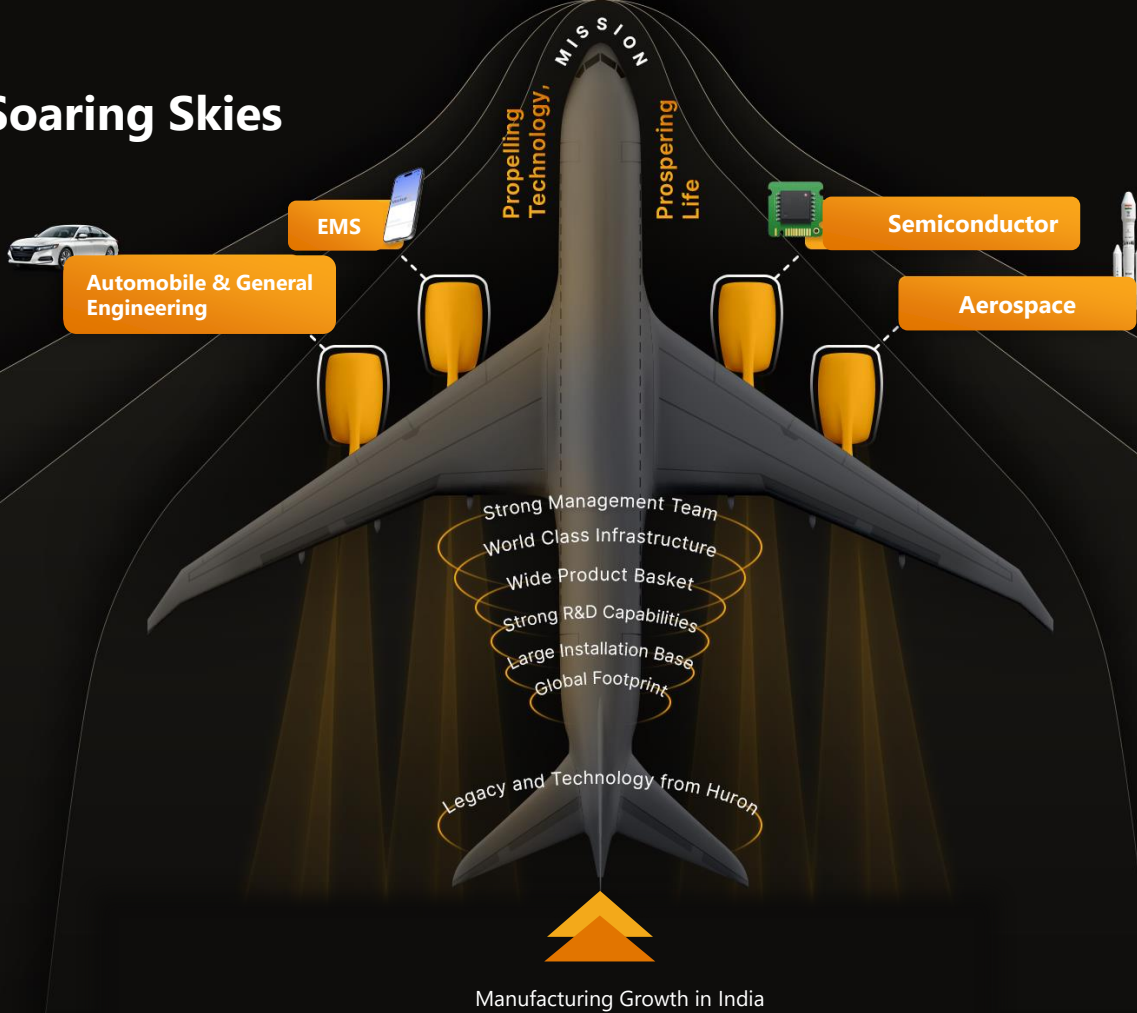 MISSION
Soaring Skies
Propelling
Technology,
Prospering
Life
EMS
Semiconductor
Automobile & General
Engineering
Aerospace
Strong Management Team
World Class Infrastructure
Wide Product Basket
Strong R&D Capabilities
Large Installation Base
Global Footprint
Legacy and Technology from Huron
Manufacturing Growth in India